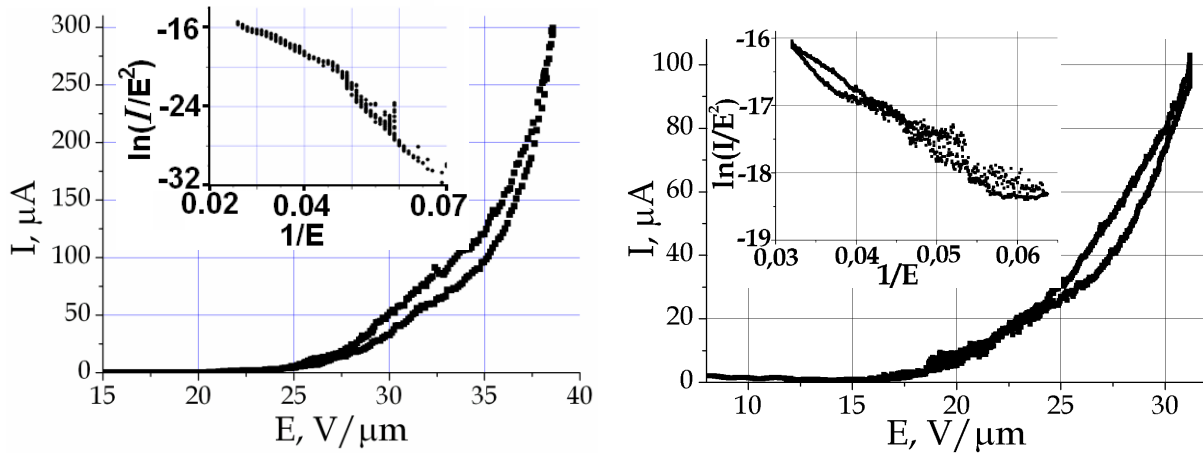 300
250
200
150
100
50
0
I, μA
15 20 25 30 35 40
E, V/μm
-16
-24
-32
ln(I/E²)
0.02 0.04 0.07
1/E
100
80
60
40
20
0
I, μA
10 15 20 25 30
E, V/μm
-16
-17
-18
-19
ln(I/E²)
0,03 0,04 0,05 0,06
1/E